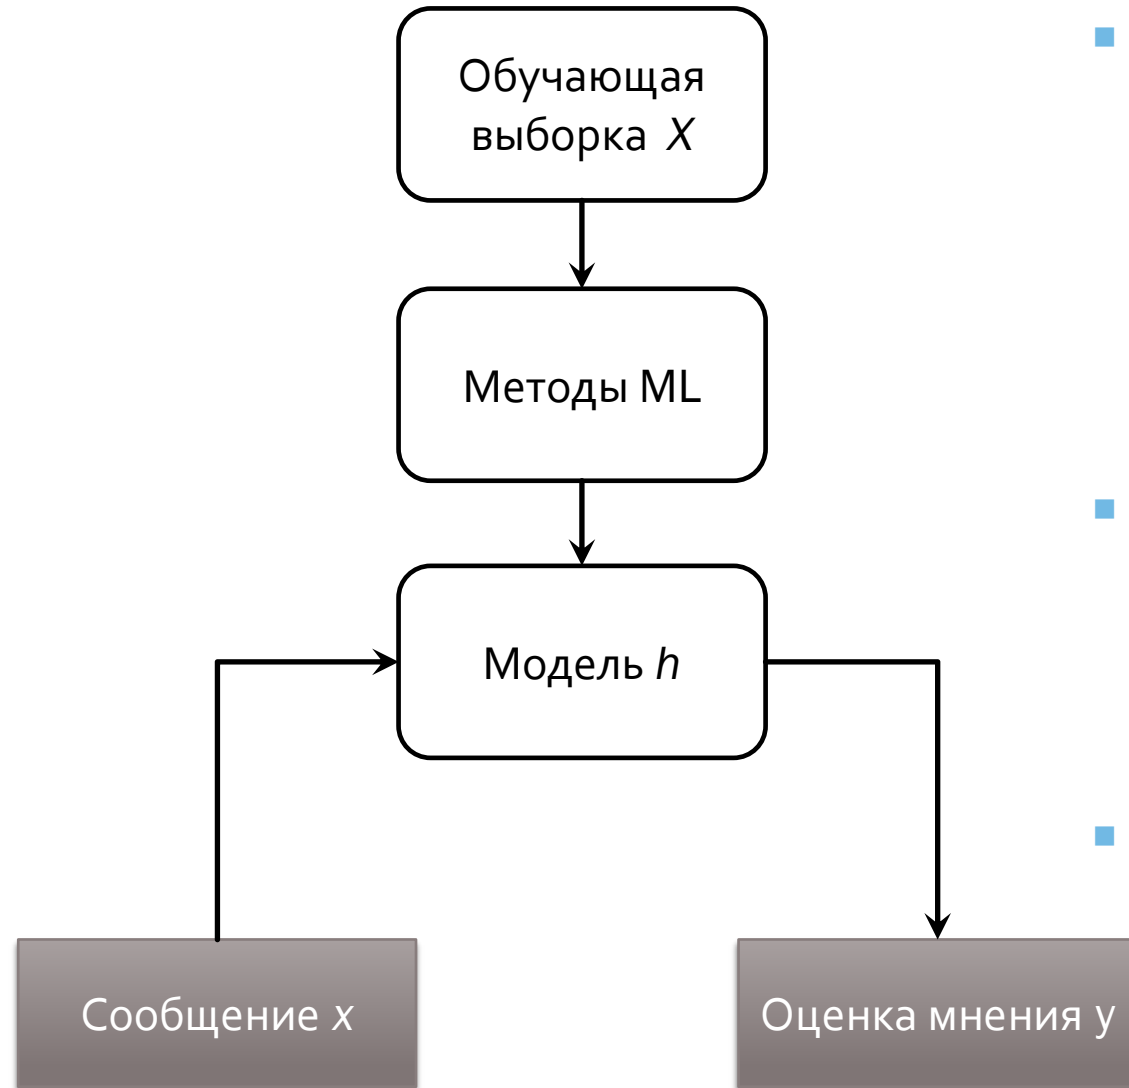 Обучающая
выборка X
Методы ML
Модель h
Сообщение x
Оценка мнения y